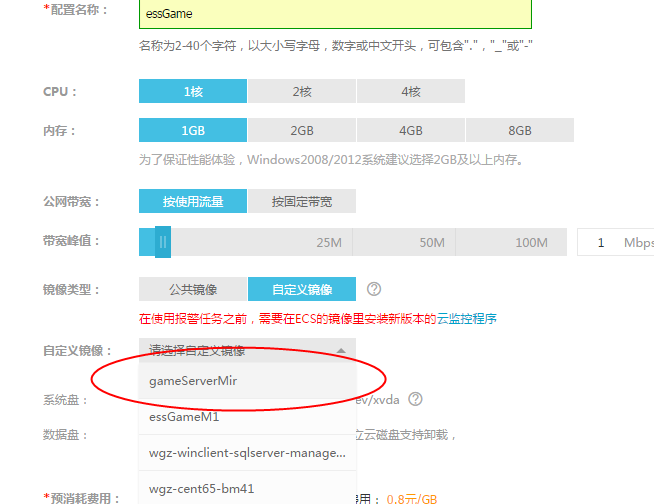 *配置名称：
essGame
名称为2-40个字符，以大小写字母，数字或中文开头，可包含"."，"_"或"-"
CPU：
1核 2核 4核
内存：
1GB 2GB 4GB 8GB
为了保证性能体验，Windows2008/2012系统建议选择2GB及以上内存。
公网带宽：
按使用流量 按固定带宽
带宽峰值：
25M 50M 100M 1 Mbps
镜像类型：
公共镜像 自定义镜像 ?
在使用报警任务之前，需要在ECS的镜像里安装新版本的云监控程序
自定义镜像：
请选择自定义镜像
gameServerMir
系统盘：
ev/xvda ?
essGameM1
数据盘：
立云磁盘支持卸载，
wgz-winclient-sqlserver-manage...
wgz-cent65-bm41
*预消耗费用：
费用： 0.8元/GB